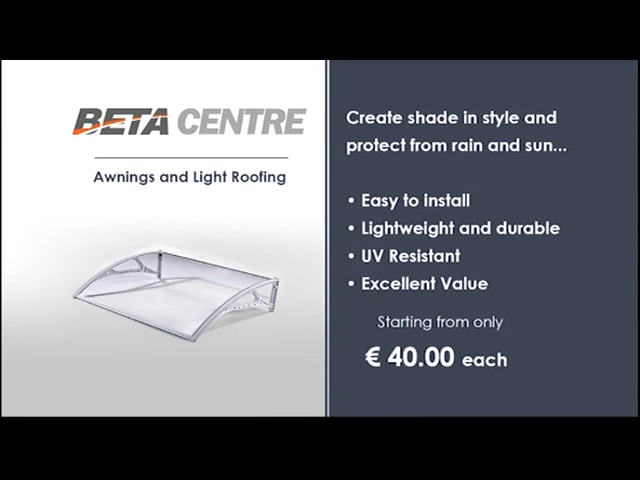 BETA CENTRE
Awnings and Light Roofing
Create shade in style and
protect from rain and sun...
• Easy to install
• Lightweight and durable
• UV Resistant
• Excellent Value
Starting from only
€ 40.00 each